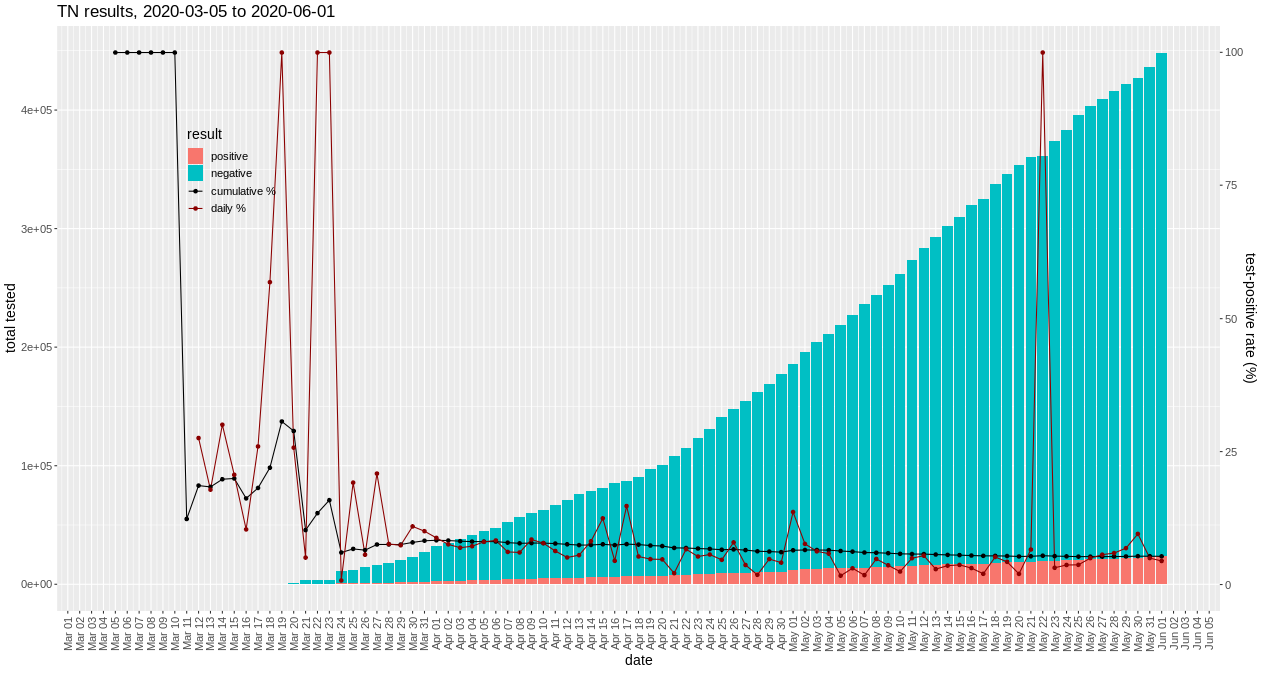 TN results, 2020-03-05 to 2020-06-01
total tested
4e+05
3e+05
2e+05
1e+05
0e+00
result
positive
negative
cumulative %
daily %
100
75
50
25
0
test-positive rate (%)
Mar 01
Mar 02
Mar 03
Mar 04
Mar 05
Mar 06
Mar 07
Mar 08
Mar 09
Mar 10
Mar 11
Mar 12
Mar 13
Mar 14
Mar 15
Mar 16
Mar 17
Mar 18
Mar 19
Mar 20
Mar 21
Mar 22
Mar 23
Mar 24
Mar 25
Mar 26
Mar 27
Mar 28
Mar 29
Mar 30
Mar 31
Apr 01
Apr 02
Apr 03
Apr 04
Apr 05
Apr 06
Apr 07
Apr 08
Apr 09
Apr 10
Apr 11
Apr 12
Apr 13
Apr 14
Apr 15
Apr 16
Apr 17
Apr 18
Apr 19
Apr 20
Apr 21
Apr 22
Apr 23
Apr 24
Apr 25
Apr 26
Apr 27
Apr 28
Apr 29
Apr 30
May 01
May 02
May 03
May 04
May 05
May 06
May 07
May 08
May 09
May 10
May 11
May 12
May 13
May 14
May 15
May 16
May 17
May 18
May 19
May 20
May 21
May 22
May 23
May 24
May 25
May 26
May 27
May 28
May 29
May 30
May 31
Jun 01
Jun 02
Jun 03
Jun 04
Jun 05
date